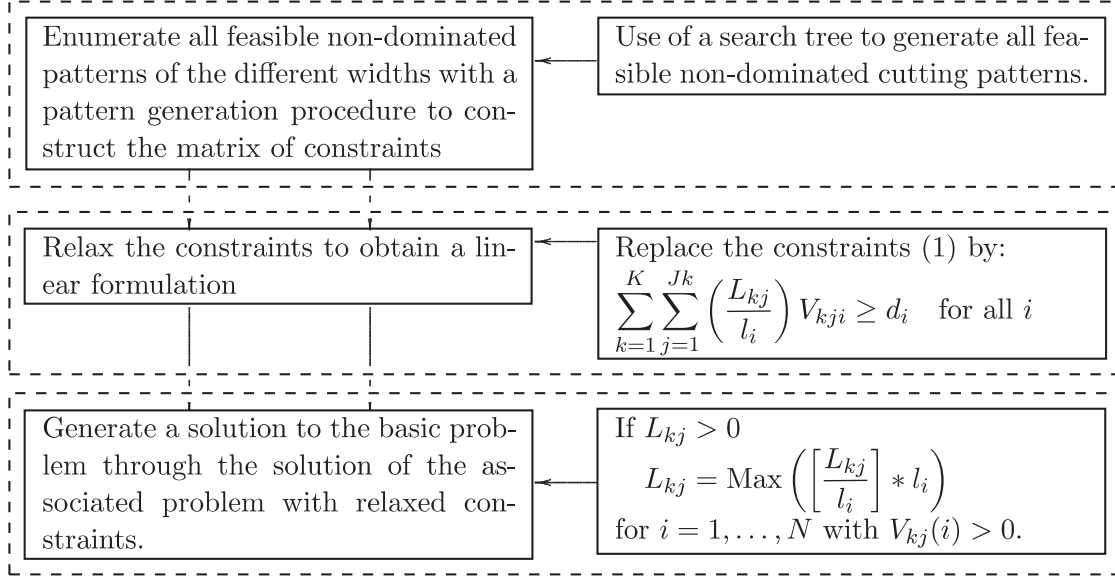 Enumerate all feasible non-dominated
patterns of the different widths with a
pattern generation procedure to con-
struct the matrix of constraints
Use of a search tree to generate all fea-
sible non-dominated cutting patterns.
Relax the constraints to obtain a lin-
ear formulation
Replace the constraints (1) by:
$\sum_{k=1}^{K} \sum_{j=1}^{Jk} \left( \frac{L_{kj}}{l_i} \right) V_{kji} \geq d_i$ for all $i$
Generate a solution to the basic prob-
lem through the solution of the as-
sociated problem with relaxed con-
straints.
If $L_{kj} > 0$
$L_{kj} = \text{Max} \left( \left[ \frac{L_{kj}}{l_i} \right] * l_i \right)$
for $i = 1, \ldots, N$ with $V_{kj}(i) > 0$.